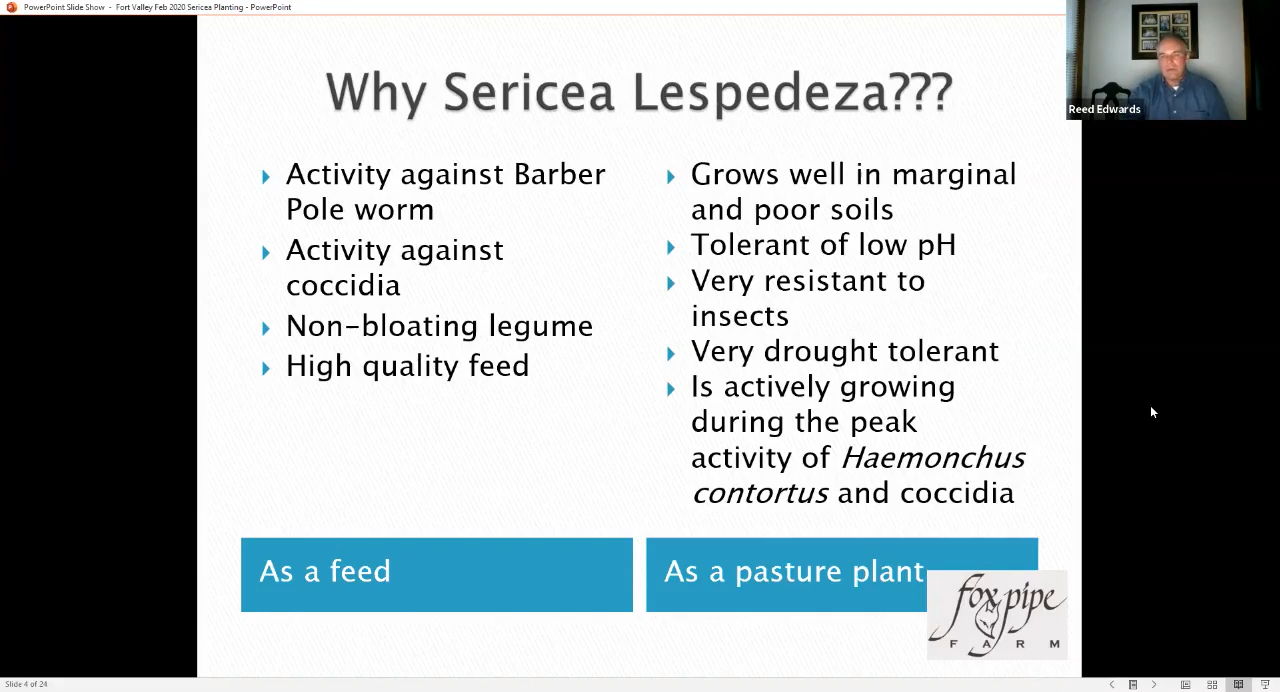 PowerPoint Slide Show - Fort Valley Feb 2020 Sericea Planting - PowerPoint
Reed Edwards
Why Sericea Lespedeza???
Activity against Barber
Pole worm
Activity against
coccidia
Non-bloating legume
High quality feed
Grows well in marginal
and poor soils
Tolerant of low pH
Very resistant to
insects
Very drought tolerant
Is actively growing
during the peak
activity of Haemonchus
contortus and coccidia
As a feed
As a pasture plant
fox pipe
FARM
Slide 4 of 24